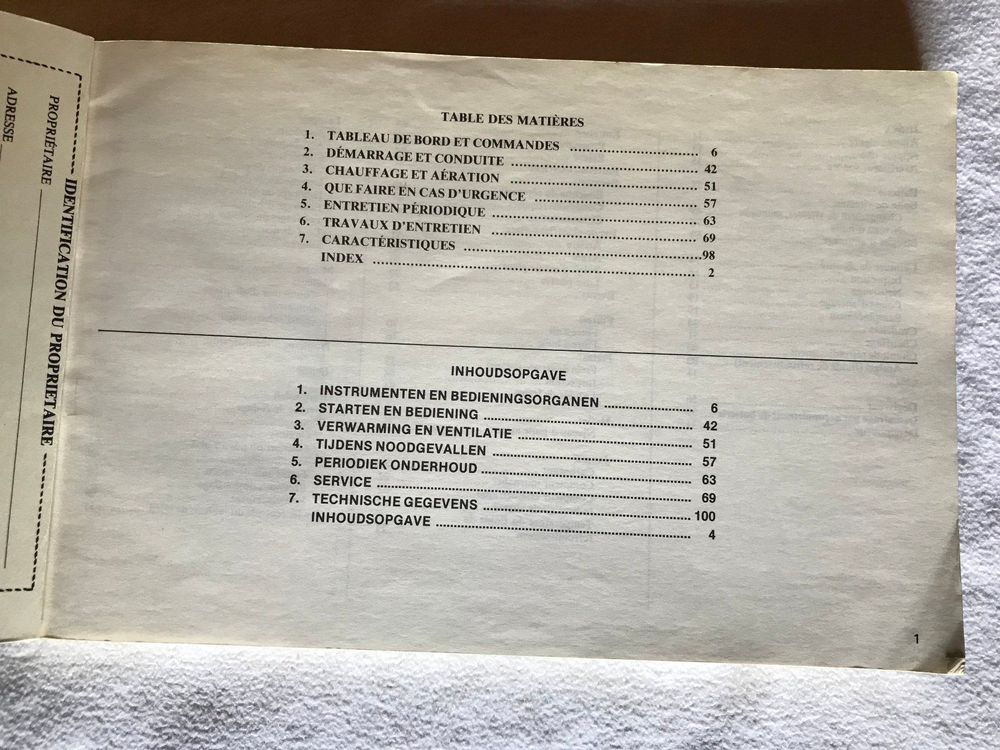 ADRESSE
PROPRIÉTAIRE
IDENTIFICATION DU PROPRIETAIRE
TABLE DES MATIÈRES
1. TABLEAU DE BORD ET COMMANDES ........................ 6
2. DÉMARRAGE ET CONDUITE ........................ 42
3. CHAUFFAGE ET AÉRATION ........................ 51
4. QUE FAIRE EN CAS D'URGENCE ........................ 57
5. ENTRETIEN PÉRIODIQUE ........................ 63
6. TRAVAUX D'ENTRETIEN ........................ 69
7. CARACTÉRISTIQUES ........................ 98
INDEX ........................ 2
INHOUDSOPGAVE
1. INSTRUMENTEN EN BEDIENINGSORGANEN ........................ 6
2. STARTEN EN BEDIENING ........................ 42
3. VERWARMING EN VENTILATIE ........................ 51
4. TIJDENS NOODGEVALLEN ........................ 57
5. PERIODIEK ONDERHOUD ........................ 63
6. SERVICE ........................ 69
7. TECHNISCHE GEGEVENS ........................ 100
INHOUDSOPGAVE ........................ 4
1